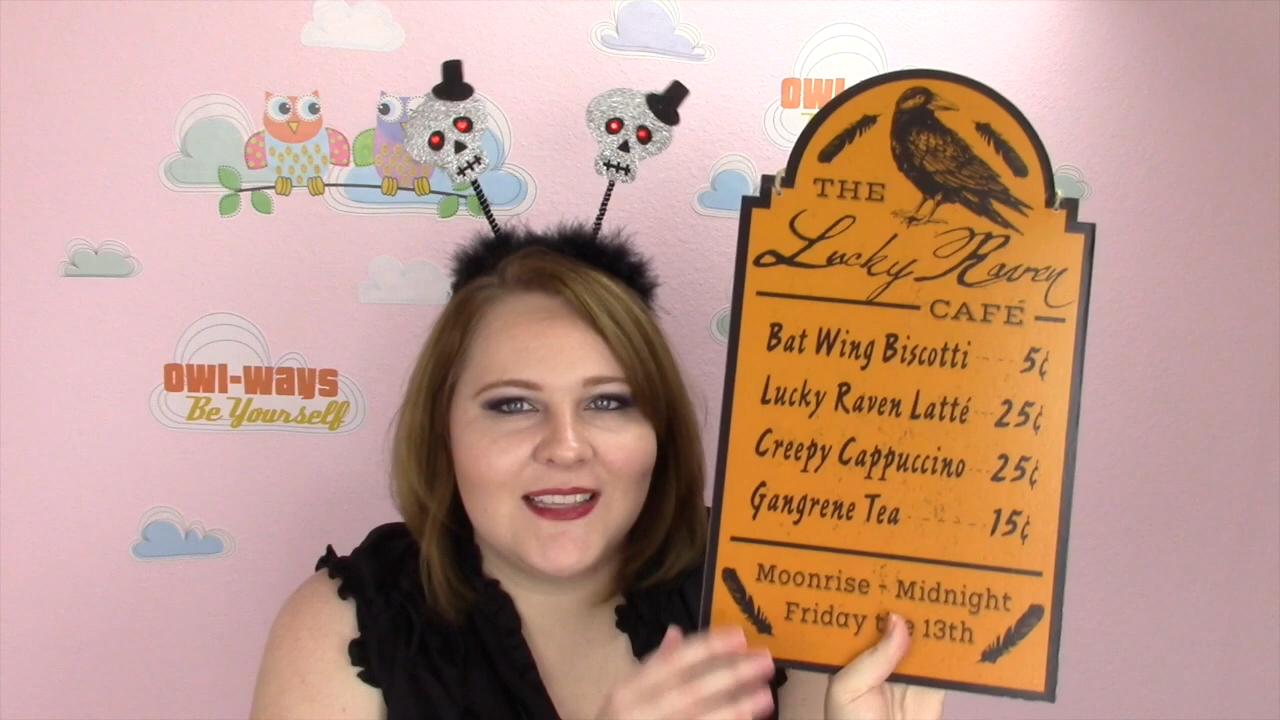 OWL-WAYS
Be Yourself
OWL
THE
Lucky Raven
CAFÉ
Bat Wing Biscotti 5¢
Lucky Raven Latté 25¢
Creepy Cappuccino 25¢
Gangrene Tea 15¢
Moonrise - Midnight
Friday the 13th